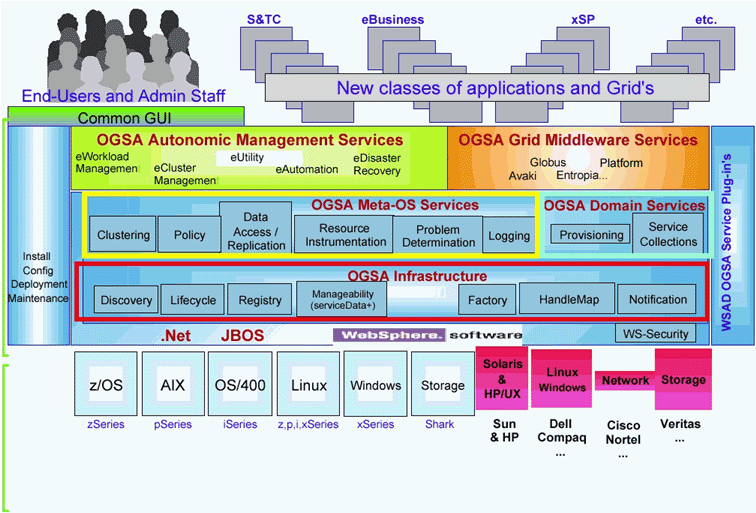 S&TC
eBusiness
xSP
etc.
End-Users and Admin Staff
New classes of applications and Grid's
Common GUI
OGSA Autonomic Management Services
eWorkload
Management
eCluster
Management
eUtility
eAutomation
eDisaster
Recovery
OGSA Grid Middleware Services
Globus
Platform
Avaki
Entropia...
Install
Config
Deployment
Maintenance
WSAD OGSA Service Plug-in's
OGSA Meta-OS Services
Clustering
Policy
Data
Access /
Replication
Resource
Instrumentation
Problem
Determination
Logging
OGSA Domain Services
Provisioning
Service
Collections
OGSA Infrastructure
Discovery
Lifecycle
Registry
Manageability
(serviceData+)
Factory
HandleMap
Notification
.Net
JBOS
WebSphere. software
WS-Security
z/OS
AIX
OS/400
Linux
Windows
Storage
Solaris
&
HP/UX
Linux
Windows
Network
Storage
zSeries
pSeries
iSeries
z,p,i,xSeries
xSeries
Shark
Sun
& HP
Dell
Compaq
...
Cisco
Nortel
...
Veritas
...